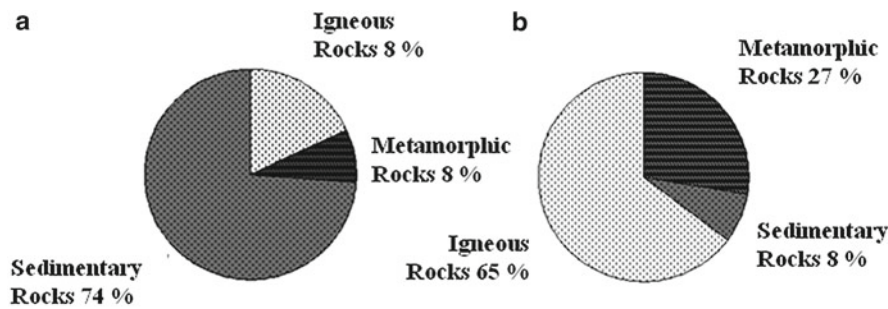 a
Igneous
Rocks 8 %
Metamorphic
Rocks 8 %
Sedimentary
Rocks 74 %
b
Metamorphic
Rocks 27 %
Sedimentary
Rocks 8 %
Igneous
Rocks 65 %